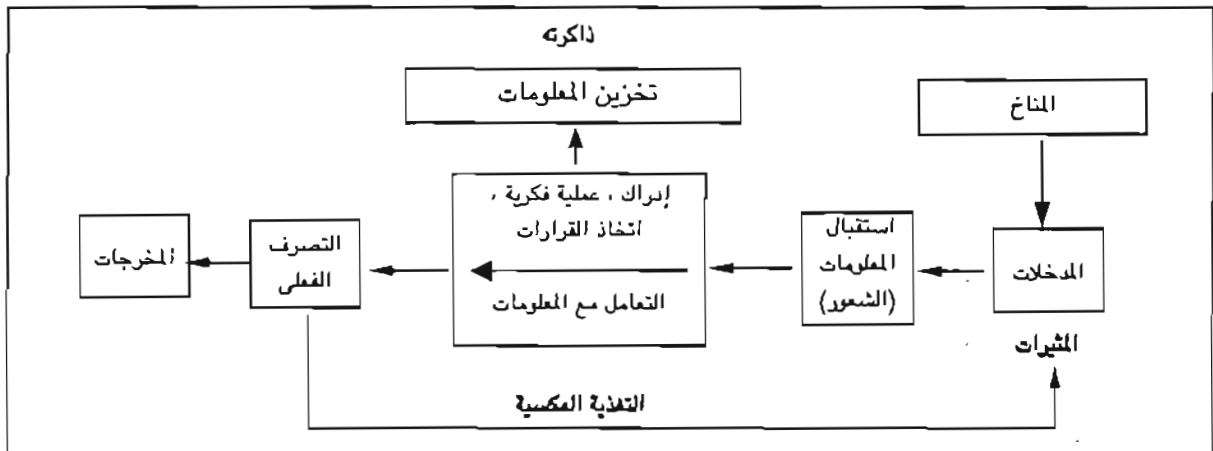 ذاكرته
تخزين المعلومات
المناخ
إدراك ، عملية فكرية ،
اتخاذ القرارات
التعامل مع المعلومات
استقبال
المعلومات
(الشعور)
المدخلات
المثيرات
التصرف
الفعلى
المخرجات
التغذية العكسية